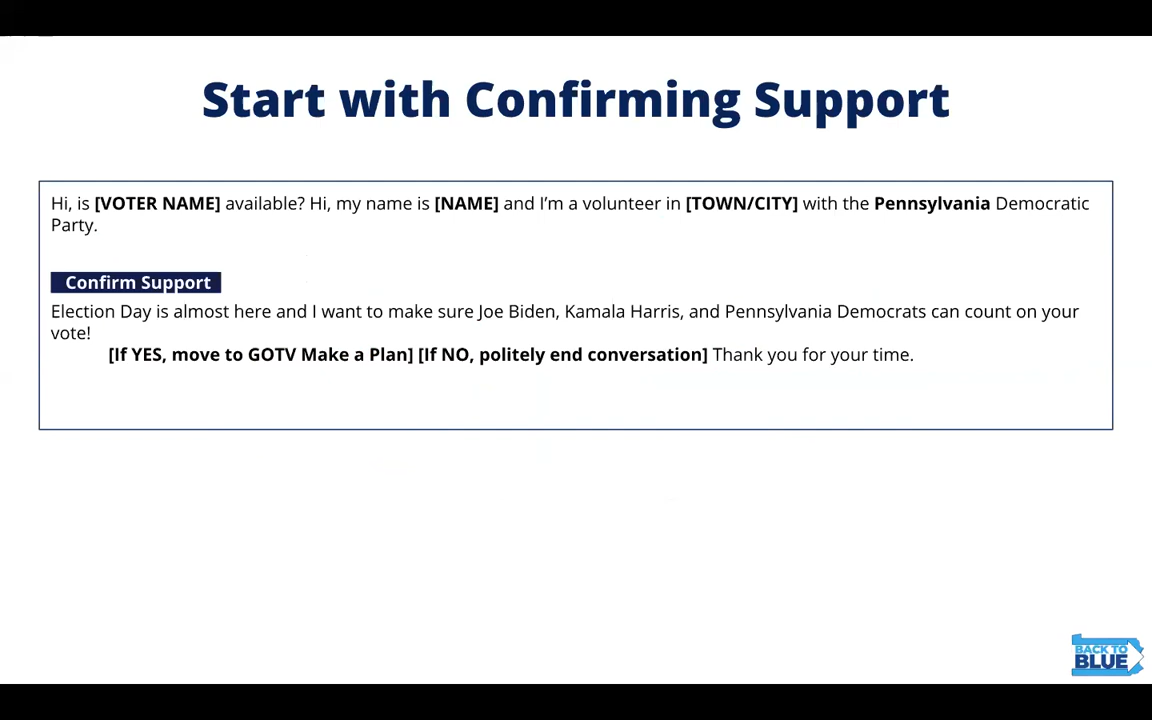 Start with Confirming Support
Hi, is [VOTER NAME] available? Hi, my name is [NAME] and I’m a volunteer in [TOWN/CITY] with the Pennsylvania Democratic
Party.
Confirm Support
Election Day is almost here and I want to make sure Joe Biden, Kamala Harris, and Pennsylvania Democrats can count on your
vote!
[If YES, move to GOTV Make a Plan] [If NO, politely end conversation] Thank you for your time.
BACK TO
BLUE